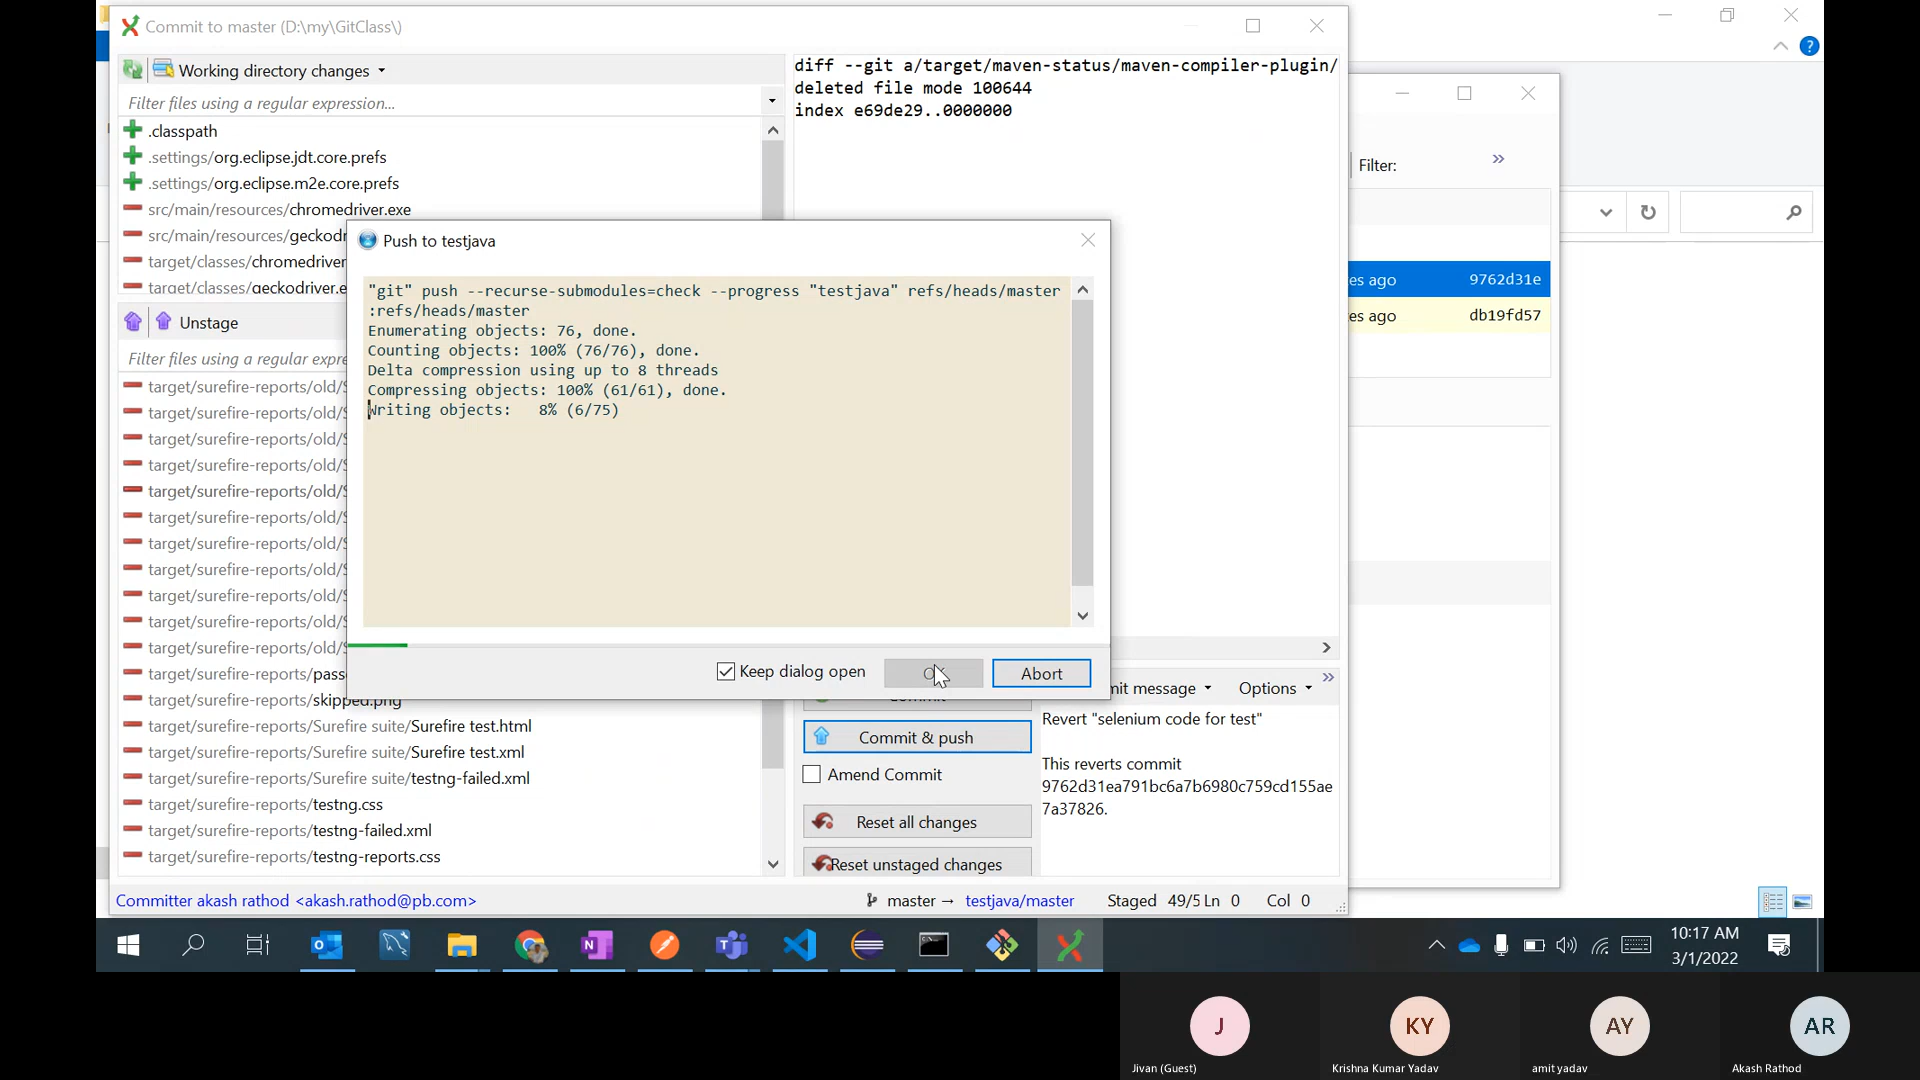 Commit to master (D:\my\GitClass\)
Working directory changes
Filter files using a regular expression...
.classpath
.settings/org.eclipse.jdt.core.prefs
.settings/org.eclipse.m2e.core.prefs
src/main/resources/chromedriver.exe
src/main/resources/geckodr
target/classes/chromedriver
target/classes/geckodriver.e
Unstage
Filter files using a regular expre
target/surefire-reports/old/S
target/surefire-reports/old/S
target/surefire-reports/old/S
target/surefire-reports/old/S
target/surefire-reports/old/S
target/surefire-reports/old/S
target/surefire-reports/old/S
target/surefire-reports/old/S
target/surefire-reports/old/S
target/surefire-reports/old/S
target/surefire-reports/old/S
target/surefire-reports/pass
target/surefire-reports/skipped.png
target/surefire-reports/Surefire suite/Surefire test.html
target/surefire-reports/Surefire suite/Surefire test.xml
target/surefire-reports/Surefire suite/testng-failed.xml
target/surefire-reports/testng.css
target/surefire-reports/testng-failed.xml
target/surefire-reports/testng-reports.css
Committer akash rathod <akash.rathod@pb.com>
diff --git a/target/maven-status/maven-compiler-plugin/
deleted file mode 100644
index e69de29..0000000
Push to testjava
"git" push --recurse-submodules=check --progress "testjava" refs/heads/master
:refs/heads/master
Enumerating objects: 76, done.
Counting objects: 100% (76/76), done.
Delta compression using up to 8 threads
Compressing objects: 100% (61/61), done.
Writing objects: 8% (6/75)
Keep dialog open
Abort
Commit
Commit & push
Amend Commit
Reset all changes
Reset unstaged changes
mit message
Options
Revert "selenium code for test"
This reverts commit
9762d31ea791bc6a7b6980c759cd155ae
7a37826.
master → testjava/master
Staged 49/5 Ln 0 Col 0
Filter:
es ago 9762d31e
es ago db19fd57
10:17 AM
3/1/2022
J
Jivan (Guest)
KY
Krishna Kumar Yadav
AY
amit yadav
AR
Akash Rathod